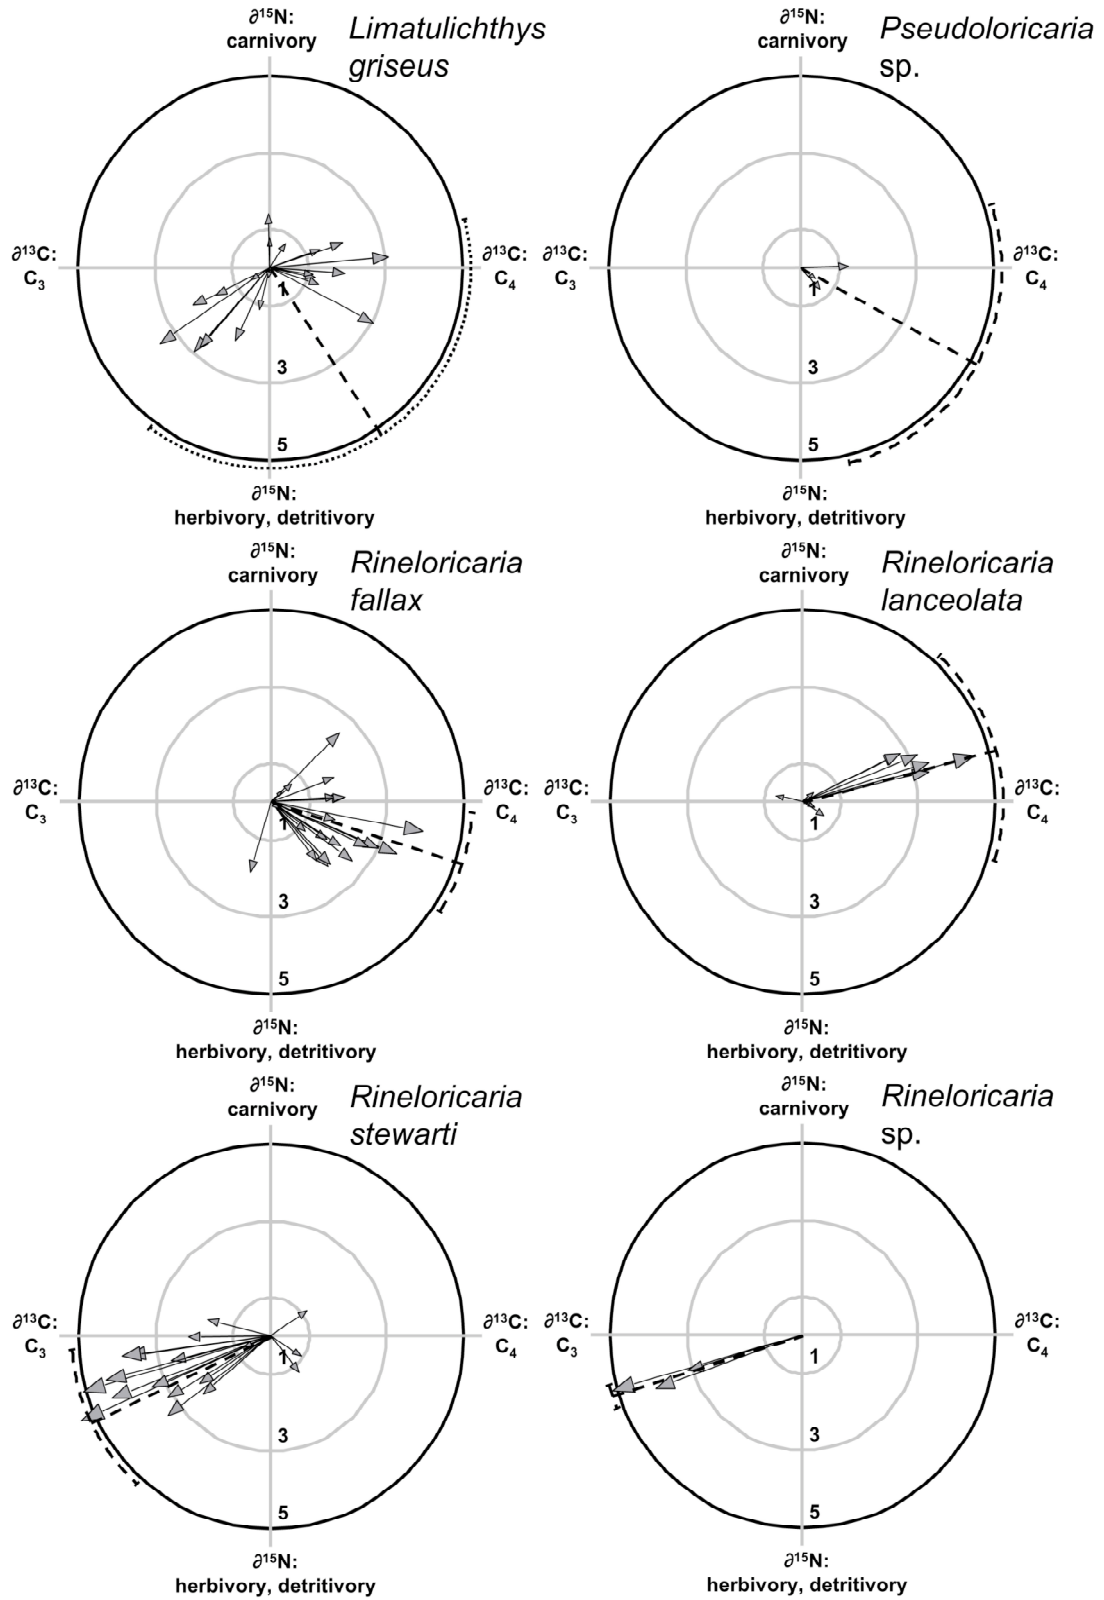 ∂¹⁵N:
carnivory
Limatulichthys
griseus
∂¹³C:
C₃
∂¹³C:
C₄
1
3
5
∂¹⁵N:
herbivory, detritivory
∂¹⁵N:
carnivory
Pseudoloricaria
sp.
∂¹³C:
C₃
∂¹³C:
C₄
1
3
5
∂¹⁵N:
herbivory, detritivory
∂¹⁵N:
carnivory
Rineloricaria
fallax
∂¹³C:
C₃
∂¹³C:
C₄
1
3
5
∂¹⁵N:
herbivory, detritivory
∂¹⁵N:
carnivory
Rineloricaria
lanceolata
∂¹³C:
C₃
∂¹³C:
C₄
1
3
5
∂¹⁵N:
herbivory, detritivory
∂¹⁵N:
carnivory
Rineloricaria
stewarti
∂¹³C:
C₃
∂¹³C:
C₄
1
3
5
∂¹⁵N:
herbivory, detritivory
∂¹⁵N:
carnivory
Rineloricaria
sp.
∂¹³C:
C₃
∂¹³C:
C₄
1
3
5
∂¹⁵N:
herbivory, detritivory